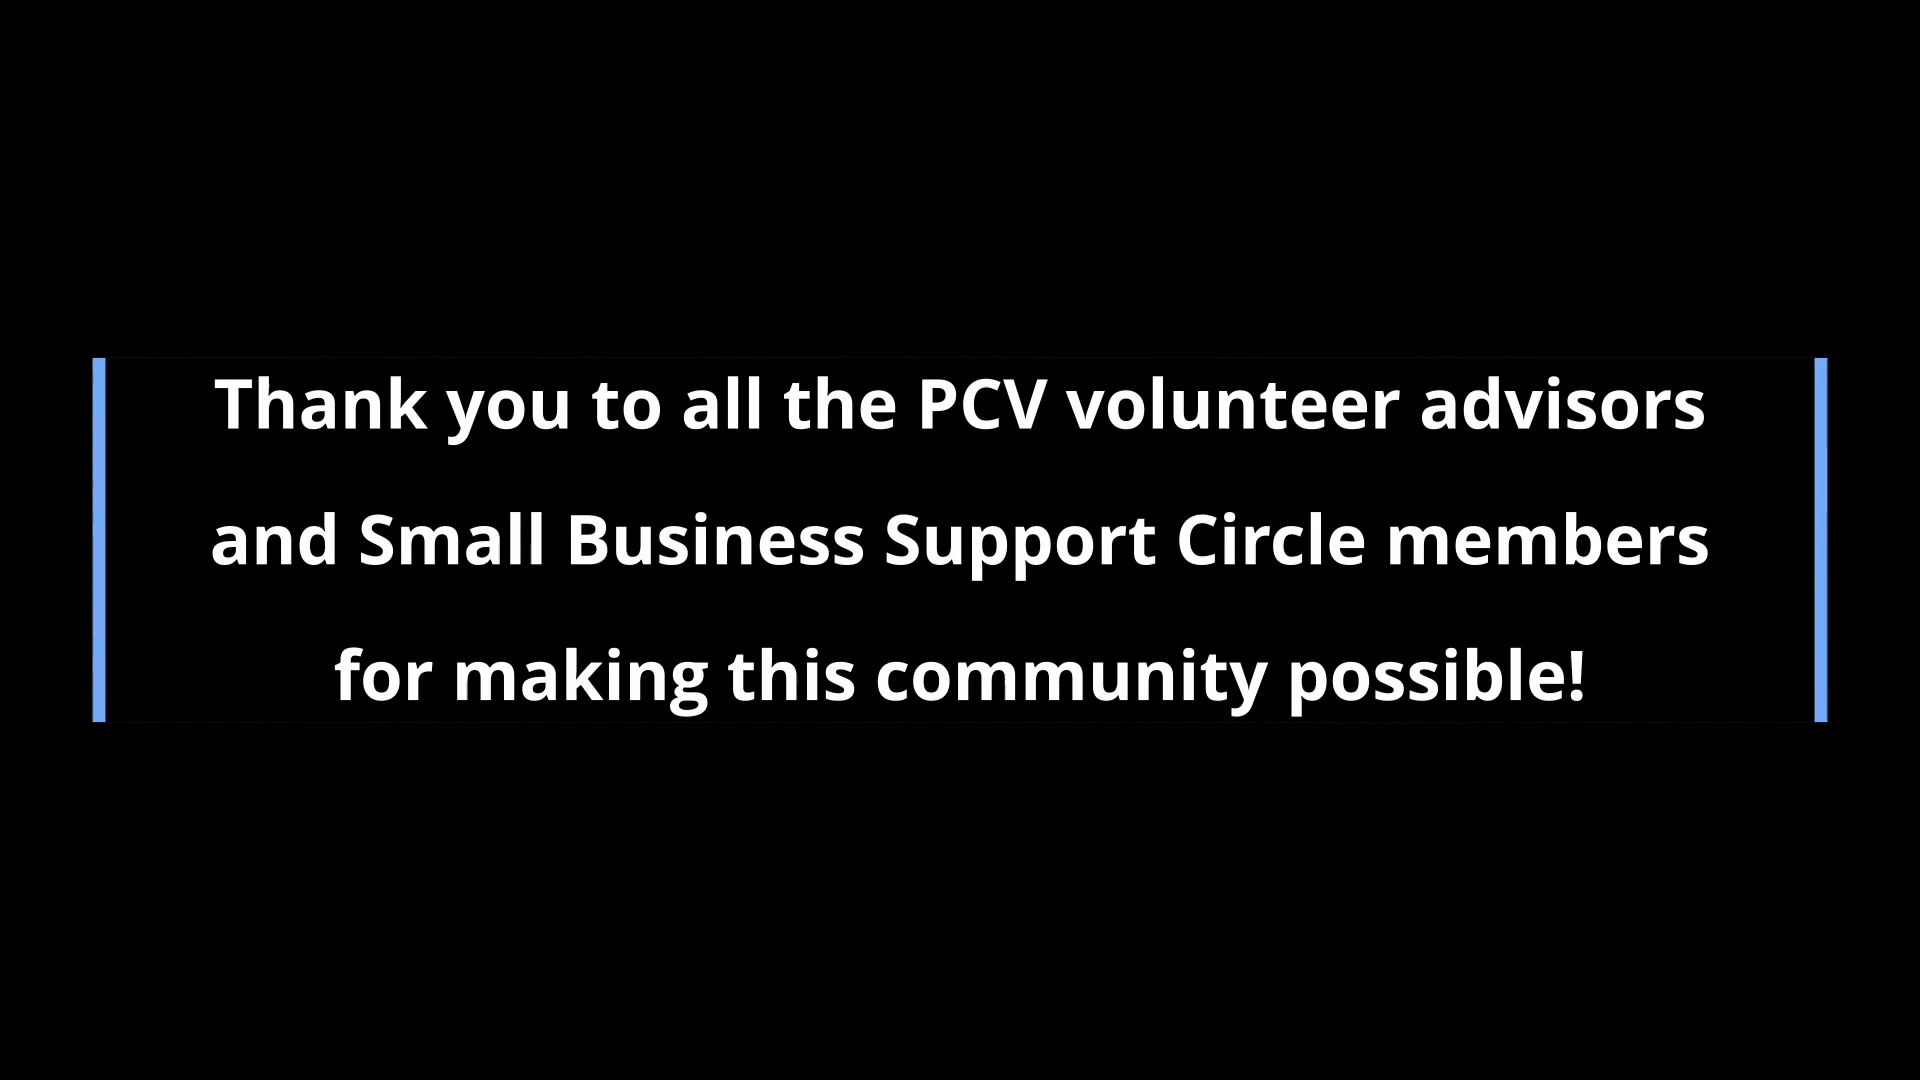 Thank you to all the PCV volunteer advisors
and Small Business Support Circle members
for making this community possible!